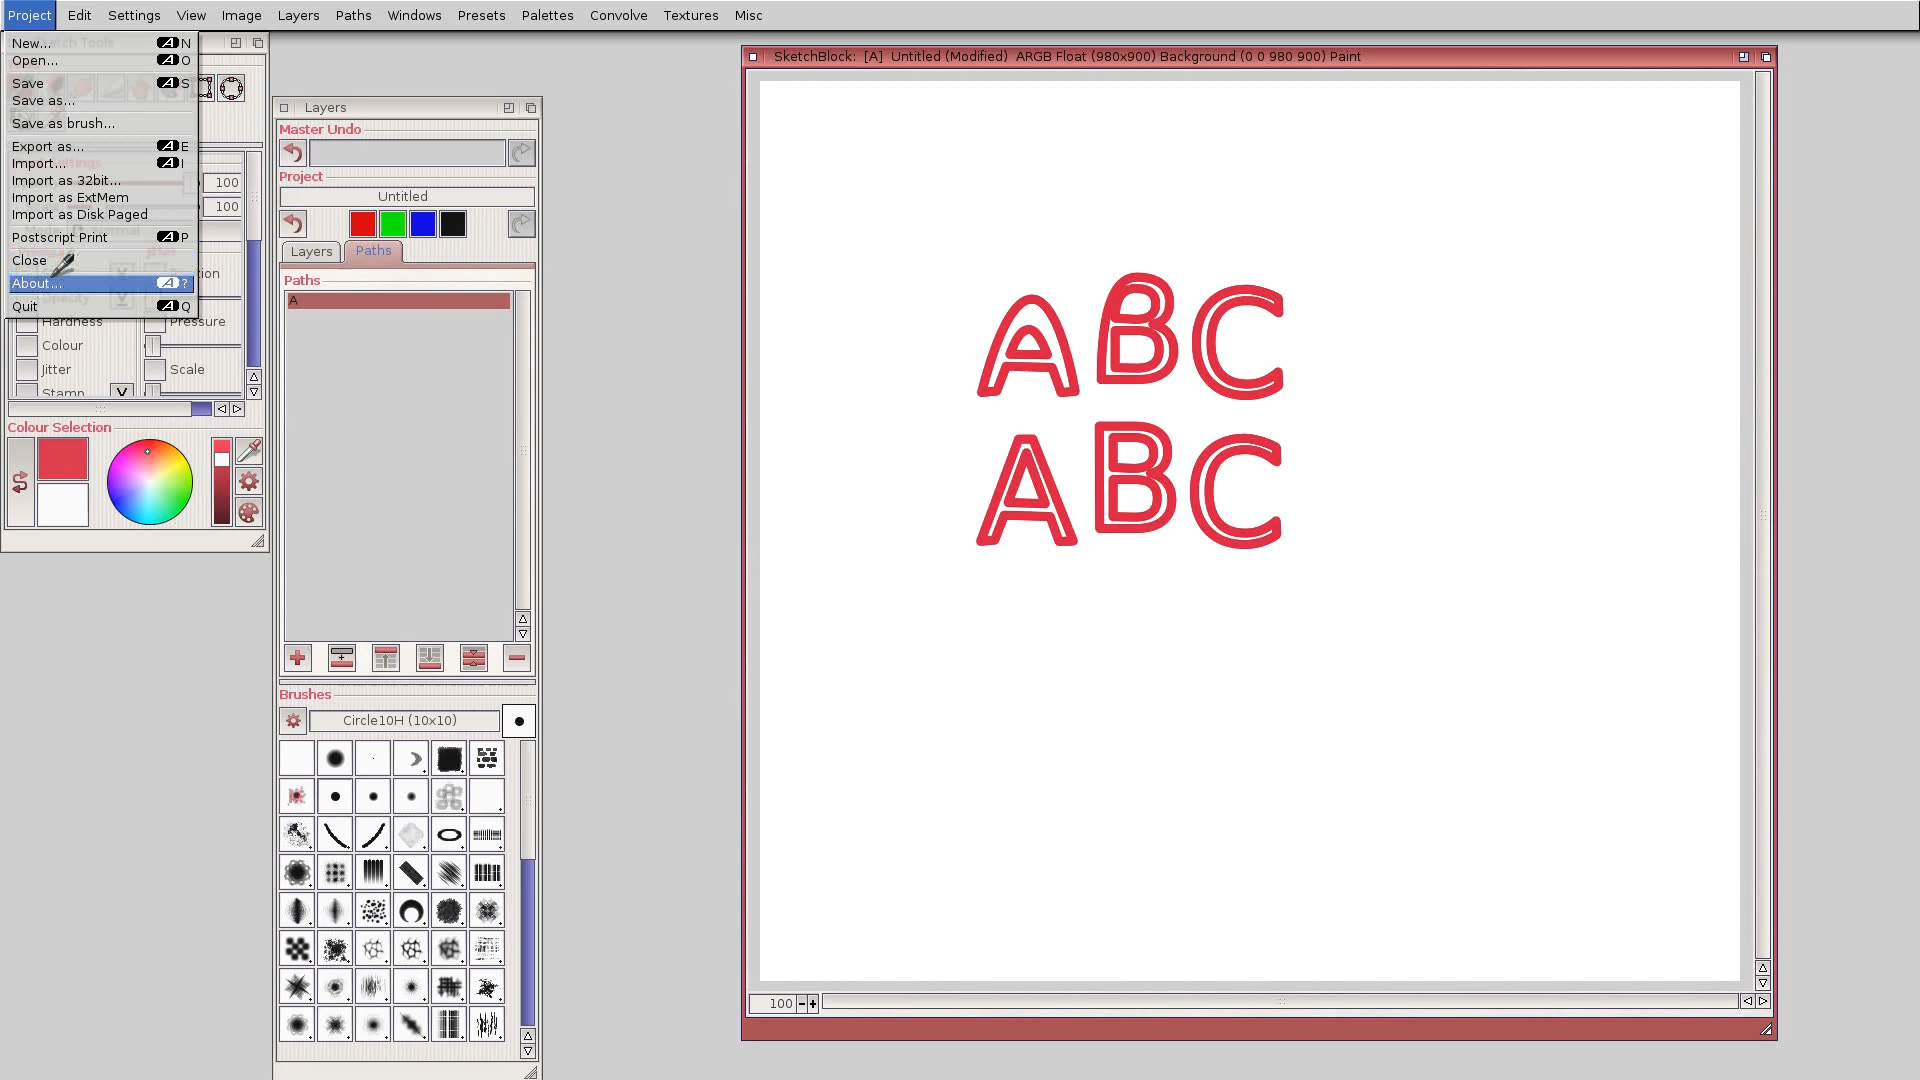 Project Edit Settings View Image Layers Paths Windows Presets Palettes Convolve Textures Misc
New... A N
Open... A O
Save A S
Save as...
Save as brush...
Export as... A E
Import... A I
Import as 32bit...
Import as ExtMem
Import as Disk Paged
Postscript Print A P
Close
About... A ?
Quit A Q
100
100
Hardness Pressure
Colour
Jitter Scale
Stamp V
Colour Selection
Layers
Master Undo
Project
Untitled
Layers Paths
Paths
A
Brushes
Circle10H (10x10)
SketchBlock: [A] Untitled (Modified) ARGB Float (980x900) Background (0 0 980 900) Paint
ABC
ABC
100